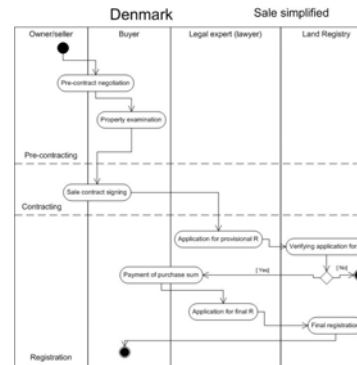 Denmark Sale simplified
Owner/seller Buyer Legal expert (lawyer) Land Registry
Pre-contract negotiation
Property examination
Pre-contracting
Sale contract signing
Contracting
Application for provisional R
Verifying application for
Payment of purchase sum
[ Yes]
[ No]
Application for final R
Final registration
Registration